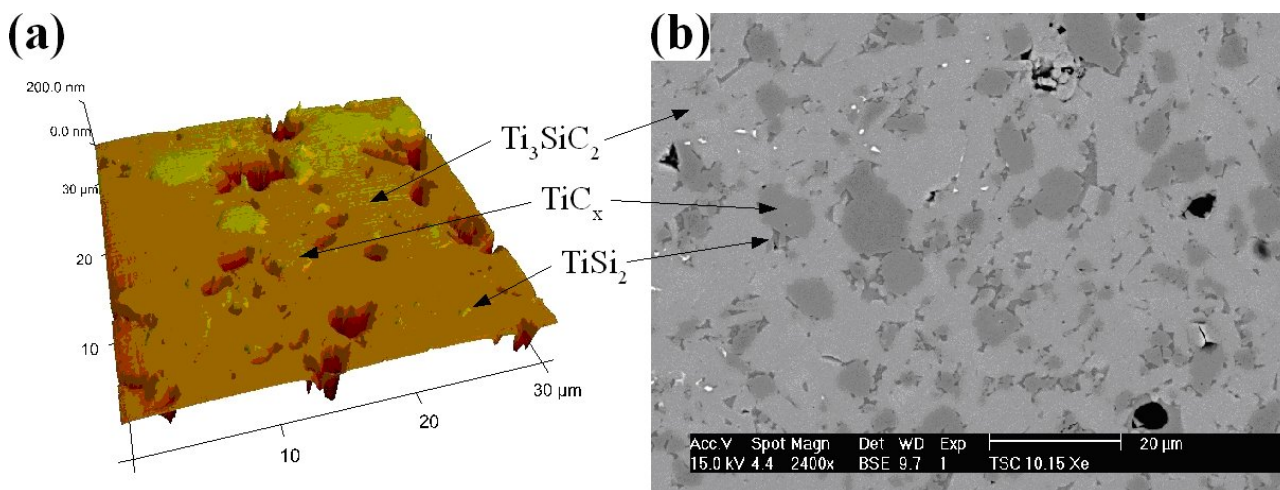 (a)
(b)
200.0 nm
0.0 nm
30 µm
20
10
10
20
30 µm
Ti₃SiC₂
TiCₓ
TiSi₂
Acc.V Spot Magn Det WD Exp 20 µm
15.0 kV 4.4 2400x BSE 9.7 1 TSC 10.15 Xe